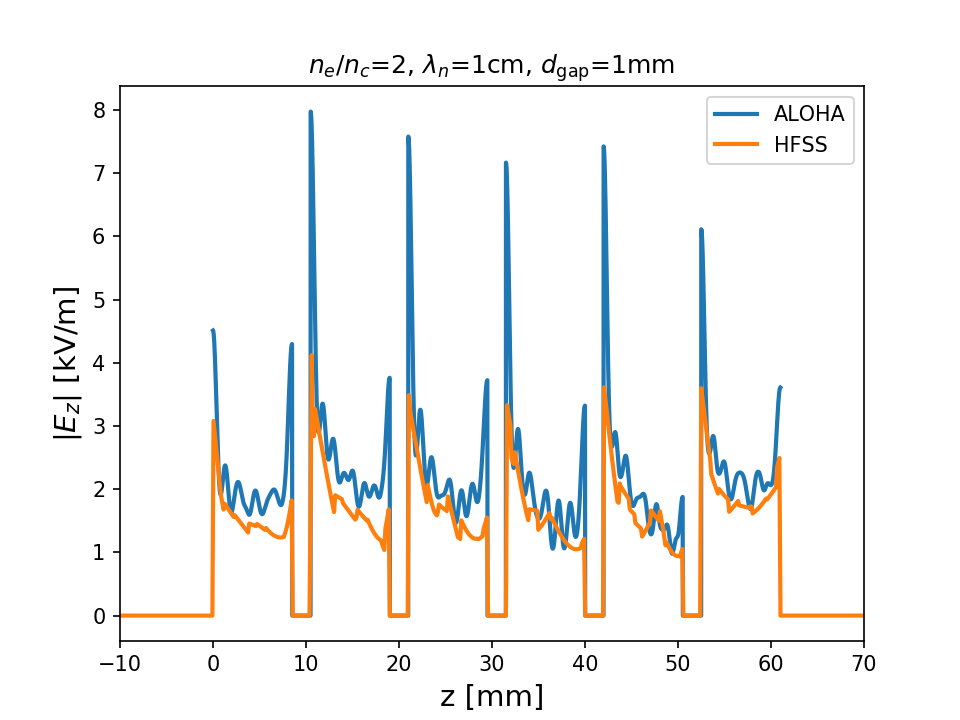 n_e/n_c=2, λ_n=1cm, d_gap=1mm
ALOHA
HFSS
|E_z| [kV/m]
8
7
6
5
4
3
2
1
0
−10 0 10 20 30 40 50 60 70
z [mm]